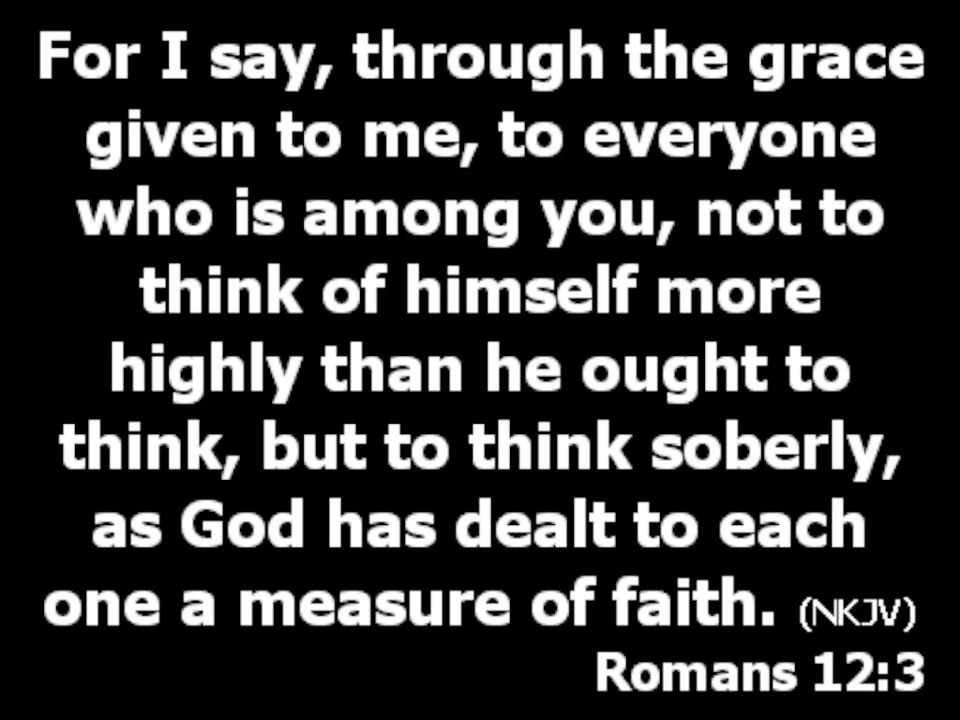 For I say, through the grace
given to me, to everyone
who is among you, not to
think of himself more
highly than he ought to
think, but to think soberly,
as God has dealt to each
one a measure of faith. (NKJV)
Romans 12:3